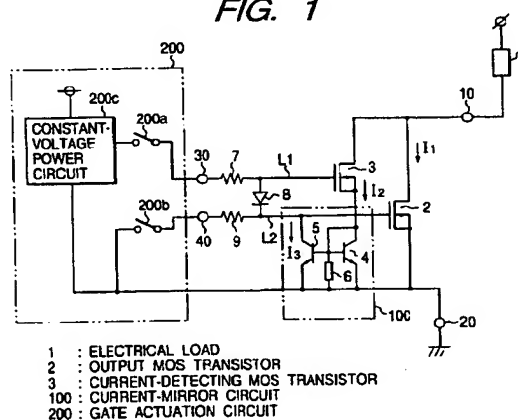 FIG. 1
200
200c
200a
10
CONSTANT-
VOLTAGE
POWER
CIRCUIT
30
7
L1
3
I1
8
I2
2
200b
40
9
L2
I3
5
4
6
100
20
1 : ELECTRICAL LOAD
2 : OUTPUT MOS TRANSISTOR
3 : CURRENT-DETECTING MOS TRANSISTOR
100 : CURRENT-MIRROR CIRCUIT
200 : GATE ACTUATION CIRCUIT